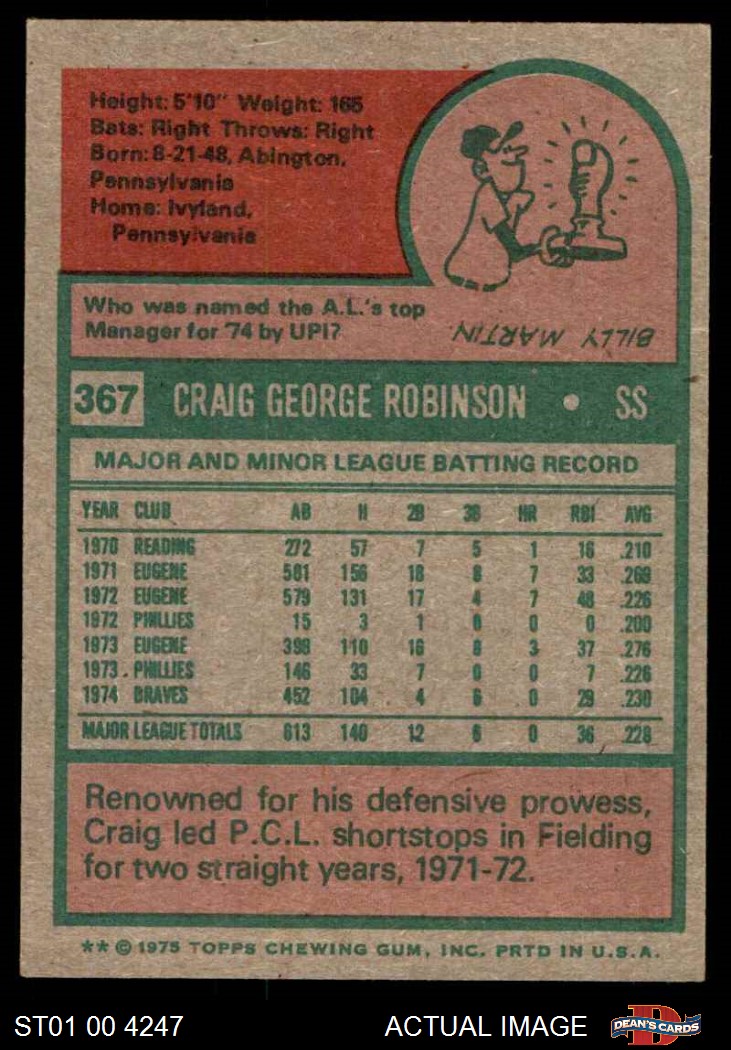 Height: 5'10" Weight: 165
Bats: Right Throws: Right
Born: 8-21-48, Abington,
Pennsylvania
Home: Ivyland,
Pennsylvania
Who was named the A.L.'s top
Manager for '74 by UPI?
BILLY MARTIN.
367 CRAIG GEORGE ROBINSON • SS
MAJOR AND MINOR LEAGUE BATTING RECORD
YEAR CLUB AB H 2B 3B HR RBI AVG
1970 READING 272 57 7 5 1 16 .210
1971 EUGENE 581 156 18 8 7 33 .269
1972 EUGENE 579 131 17 4 7 48 .226
1972 PHILLIES 15 3 1 0 0 0 .200
1973 EUGENE 399 110 16 8 3 37 .276
1973 PHILLIES 146 33 7 0 0 7 .226
1974 BRAVES 452 104 4 6 0 29 .230
MAJOR LEAGUE TOTALS 613 140 12 6 0 36 .228
Renowned for his defensive prowess,
Craig led P.C.L. shortstops in Fielding
for two straight years, 1971-72.
** © 1975 TOPPS CHEWING GUM, INC. PRTD IN U.S.A.
ST01 00 4247 ACTUAL IMAGE D DEAN'S CARDS